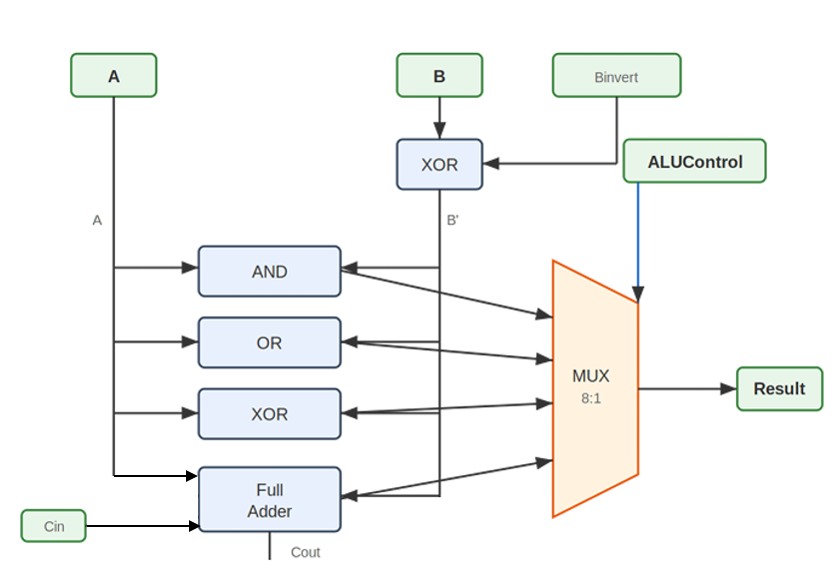 A
B
Binvert
XOR
ALUControl
A
B'
AND
OR
MUX
8:1
Result
XOR
Full
Adder
Cin
Cout